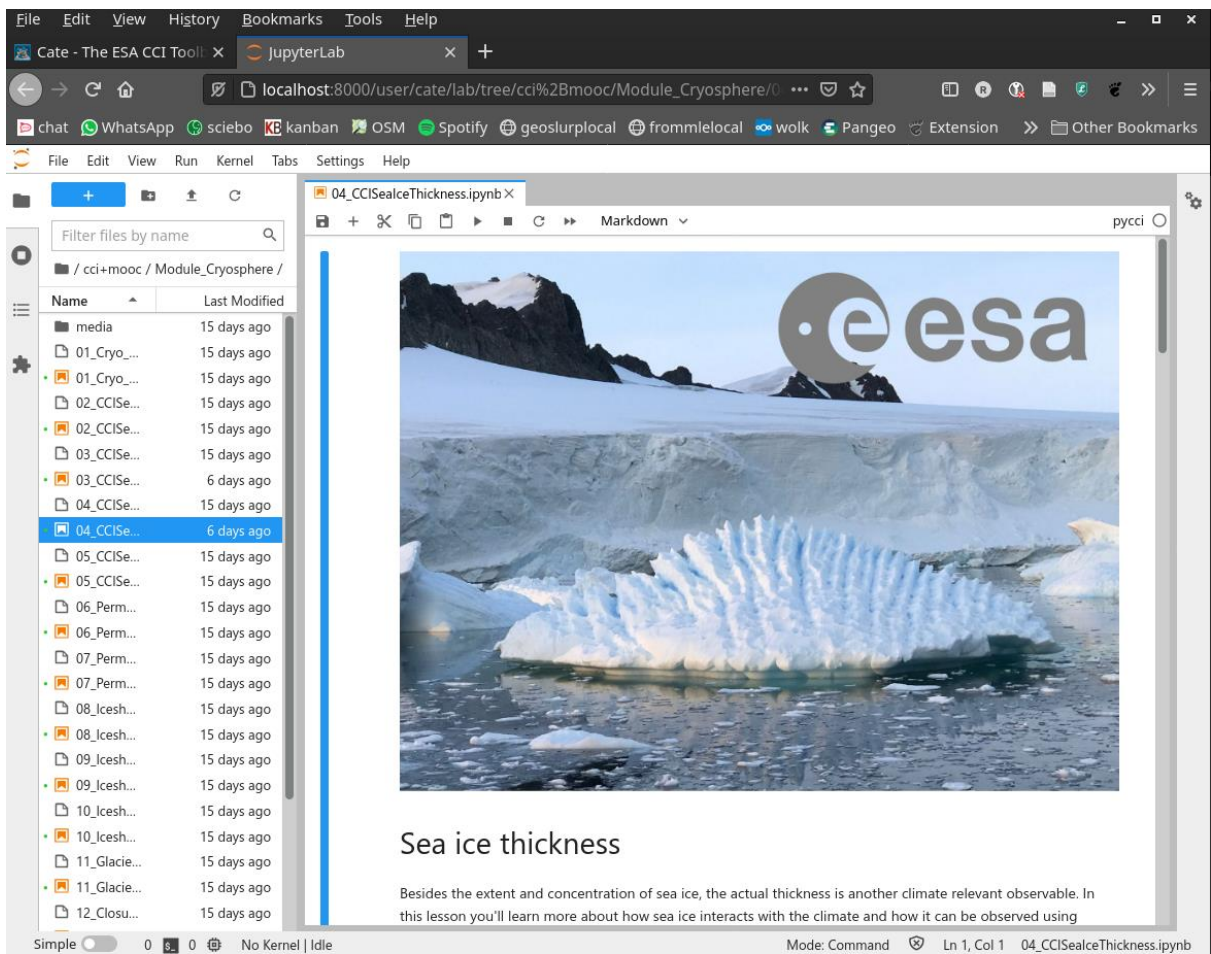 File Edit View History Bookmarks Tools Help
Cate - The ESA CCI Toolb JupyterLab
localhost:8000/user/cate/lab/tree/cci%2Bmooc/Module_Cryosphere/0
chat WhatsApp sciebo KB kanban OSM Spotify geoslurplocal frommlelocal wolk Pangeo Extension Other Bookmarks
File Edit View Run Kernel Tabs Settings Help
04_CCISeaIceThickness.ipynb
Filter files by name
Markdown
pycci
/ cci+mooc / Module_Cryosphere /
Name Last Modified
media 15 days ago
01_Cryo_... 15 days ago
01_Cryo_... 15 days ago
02_CCISe... 15 days ago
02_CCISe... 15 days ago
03_CCISe... 15 days ago
03_CCISe... 6 days ago
04_CCISe... 15 days ago
04_CCISe... 6 days ago
05_CCISe... 15 days ago
05_CCISe... 15 days ago
06_Perm... 15 days ago
06_Perm... 15 days ago
07_Perm... 15 days ago
07_Perm... 15 days ago
08_Icesh... 15 days ago
08_Icesh... 15 days ago
09_Icesh... 15 days ago
09_Icesh... 15 days ago
10_Icesh... 15 days ago
10_Icesh... 15 days ago
11_Glacie... 15 days ago
11_Glacie... 15 days ago
12_Closu... 15 days ago
esa
Sea ice thickness
Besides the extent and concentration of sea ice, the actual thickness is another climate relevant observable. In
this lesson you'll learn more about how sea ice interacts with the climate and how it can be observed using
Simple 0 $_ 0 No Kernel | Idle Mode: Command Ln 1, Col 1 04_CCISeaIceThickness.ipynb